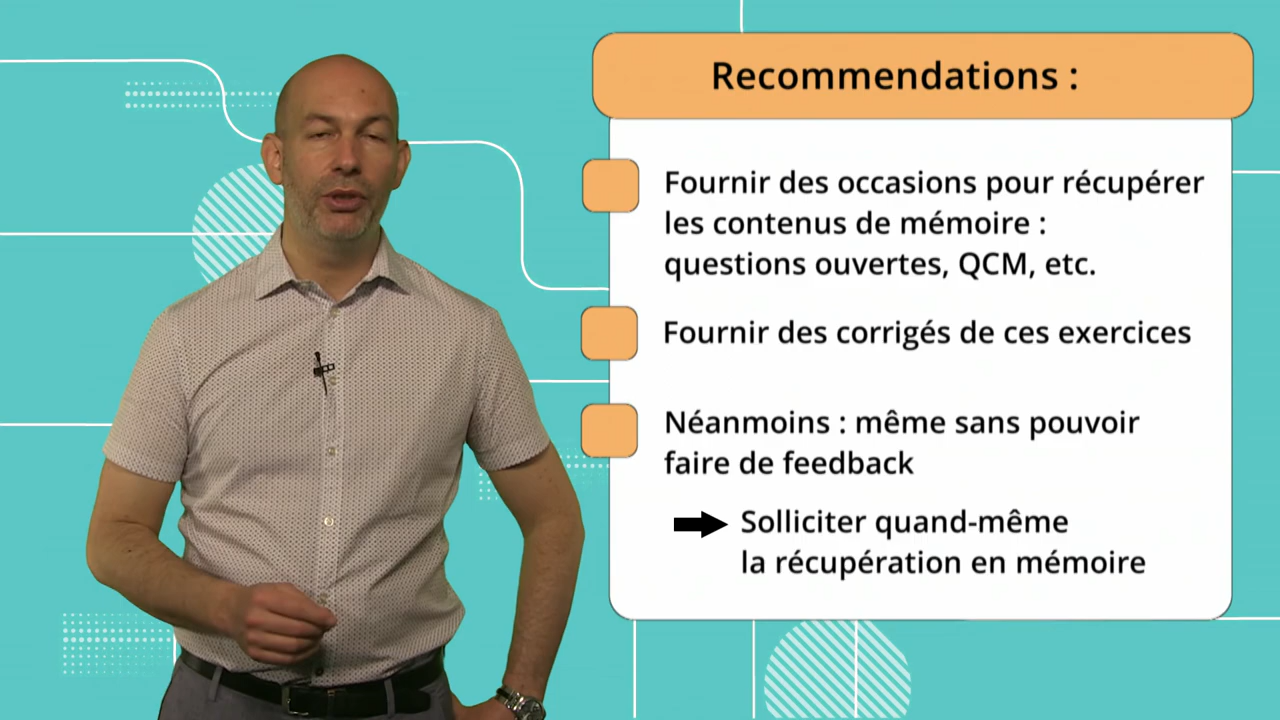 Recommendations :
Fournir des occasions pour récupérer
les contenus de mémoire :
questions ouvertes, QCM, etc.
Fournir des corrigés de ces exercices
Néanmoins : même sans pouvoir
faire de feedback
Solliciter quand-même
la récupération en mémoire